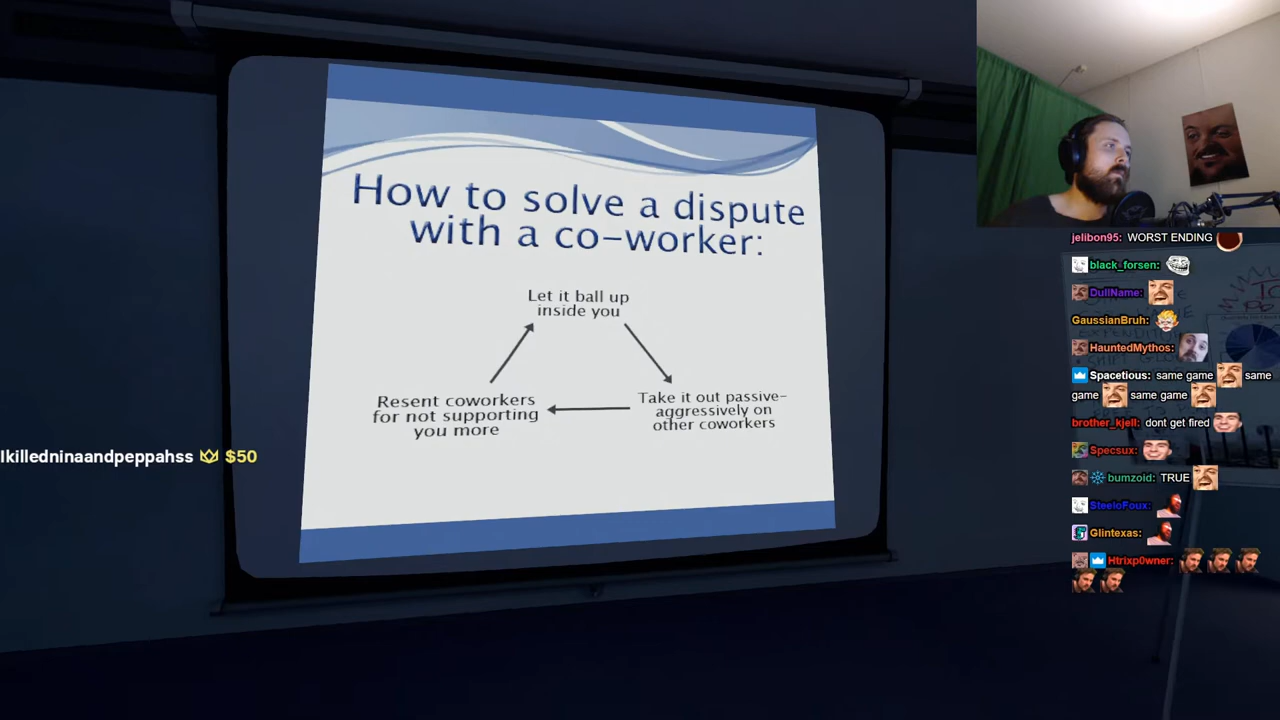 How to solve a dispute
with a co-worker:
Let it ball up
inside you
Take it out passive-
aggressively on
other coworkers
Resent coworkers
for not supporting
you more
Ikilledninaandpeppahss $50
jelibon95: WORST ENDING
black_forsen:
DullName:
GaussianBruh:
HauntedMythos:
Spacetious: same game same
game same game
brother_kjell: dont get fired
Specsux:
bumzoid: TRUE
SteeloFoux:
Glintexas:
Htrixp0wner: